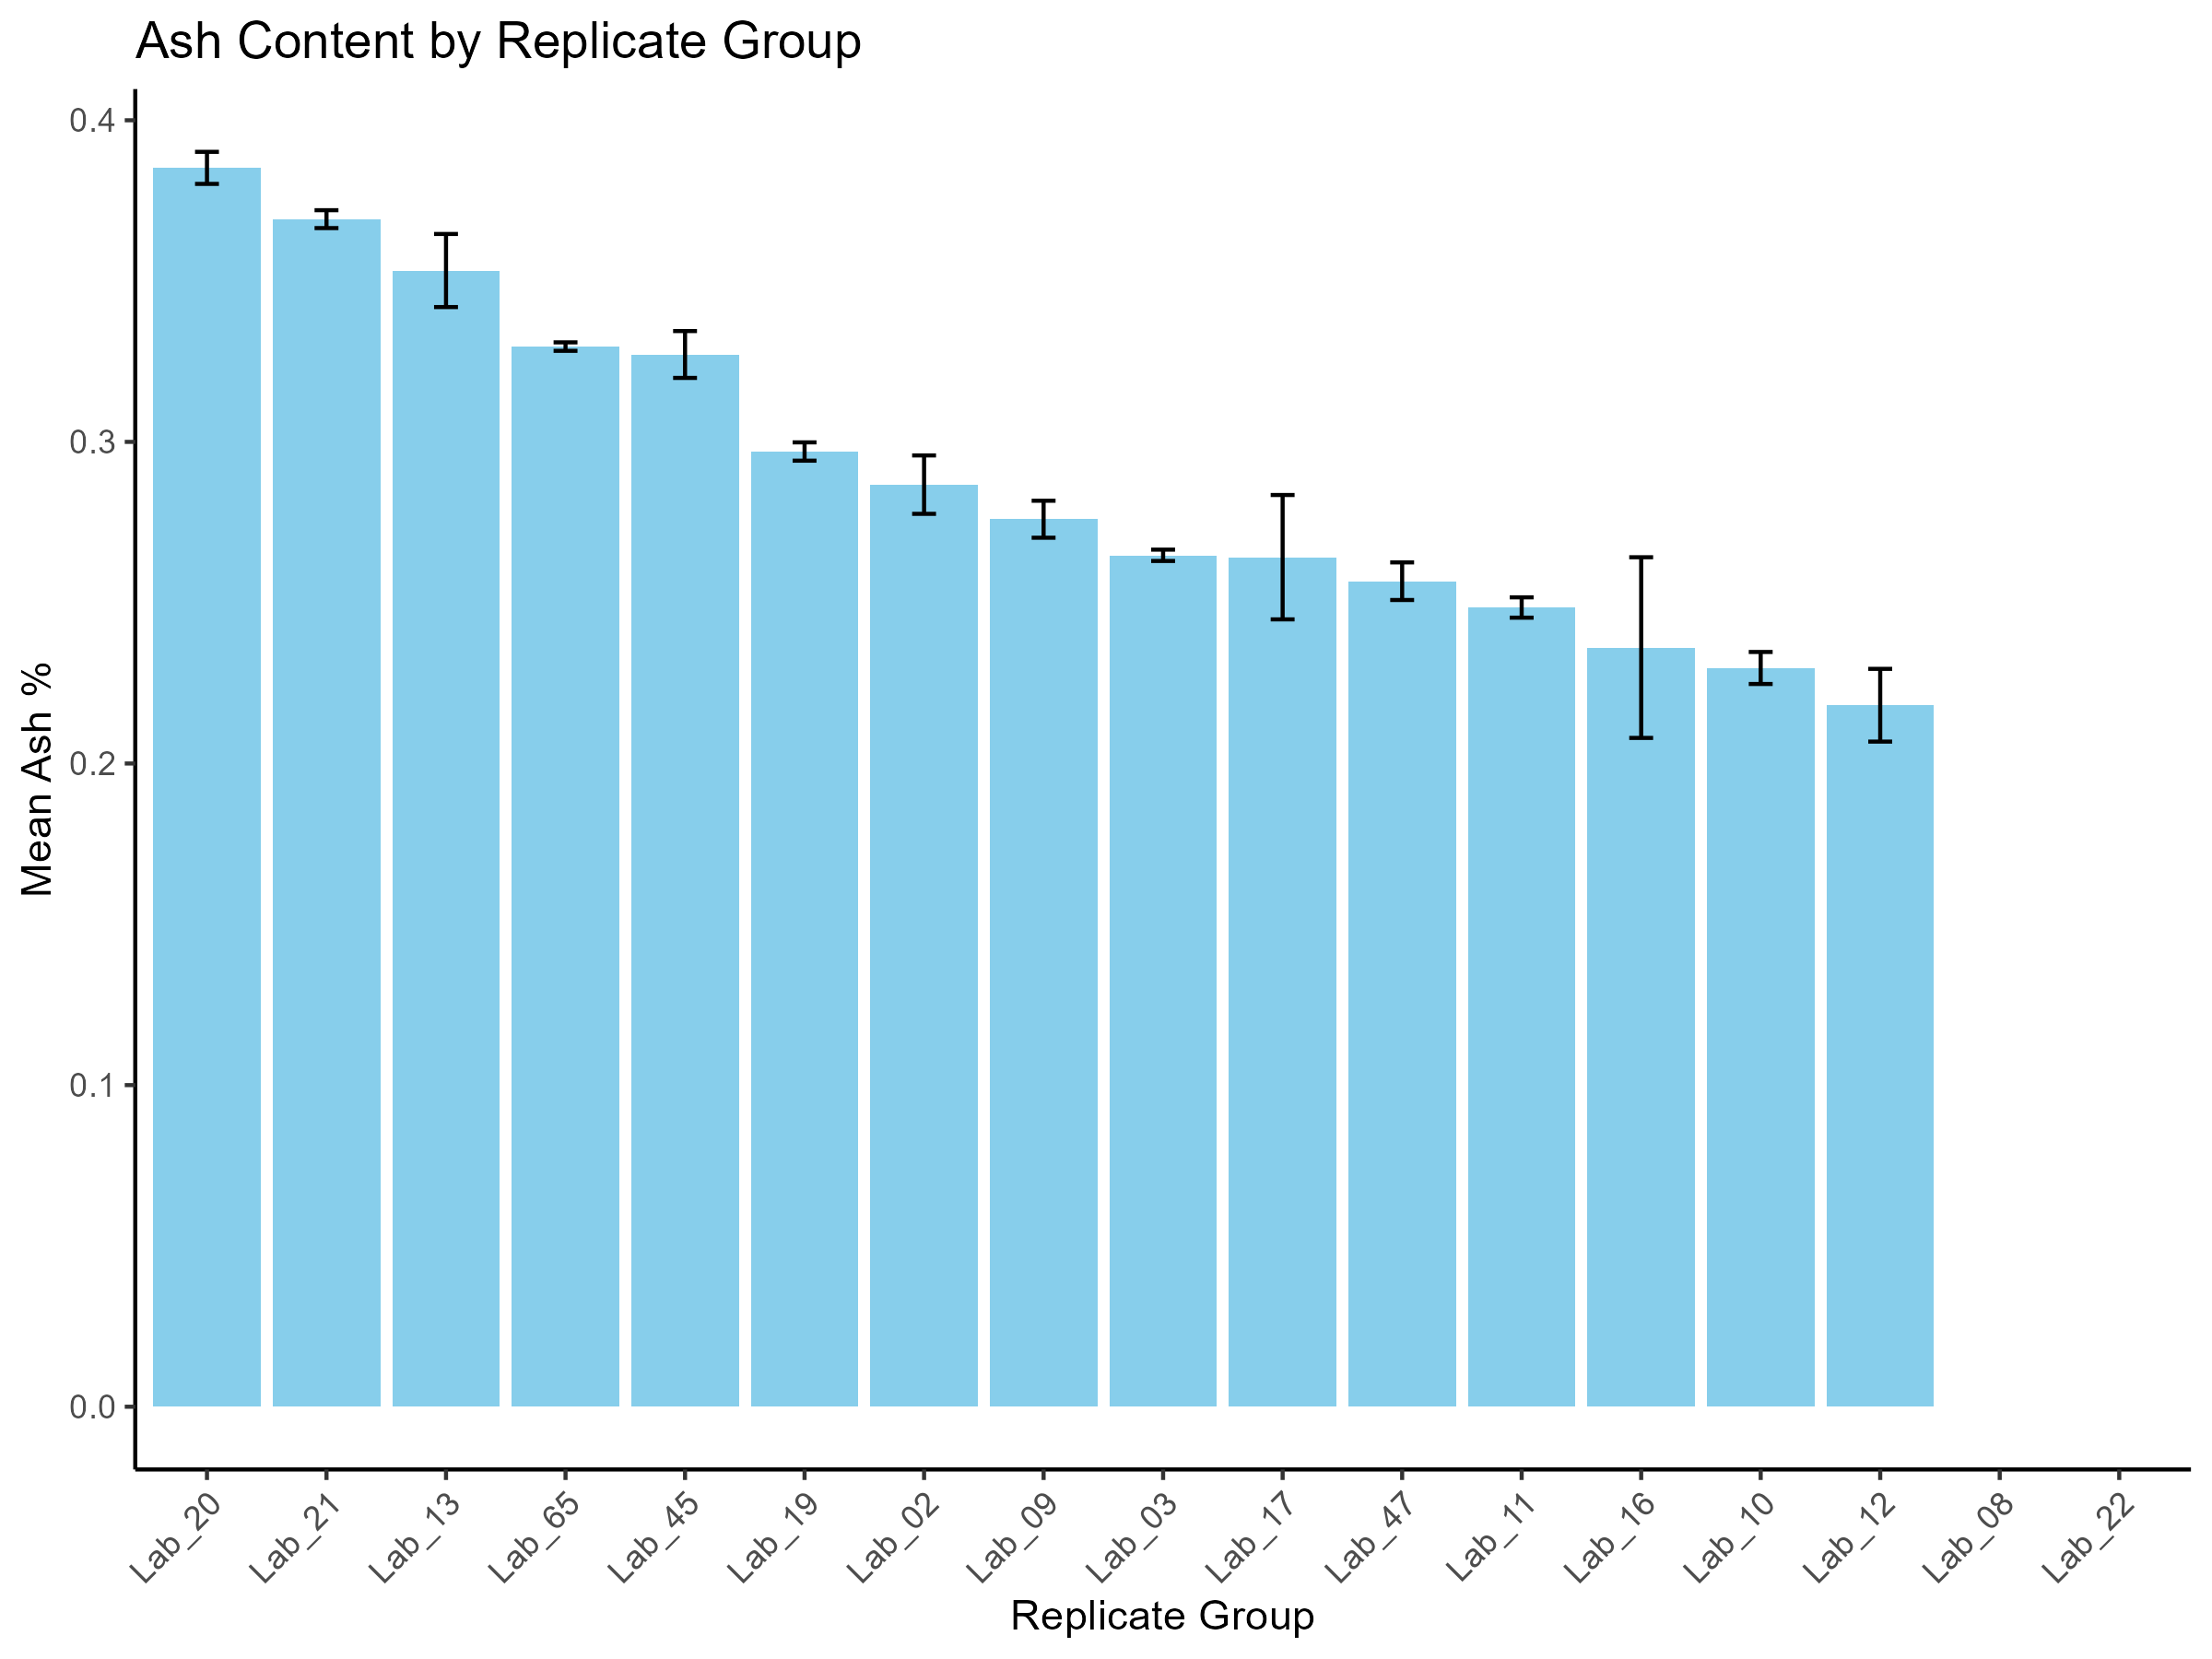 Ash Content by Replicate Group
Mean Ash %
0.4
0.3
0.2
0.1
0.0
Lab_20
Lab_21
Lab_13
Lab_65
Lab_45
Lab_19
Lab_02
Lab_09
Lab_03
Lab_17
Lab_47
Lab_11
Lab_16
Lab_10
Lab_12
Lab_08
Lab_22
Replicate Group